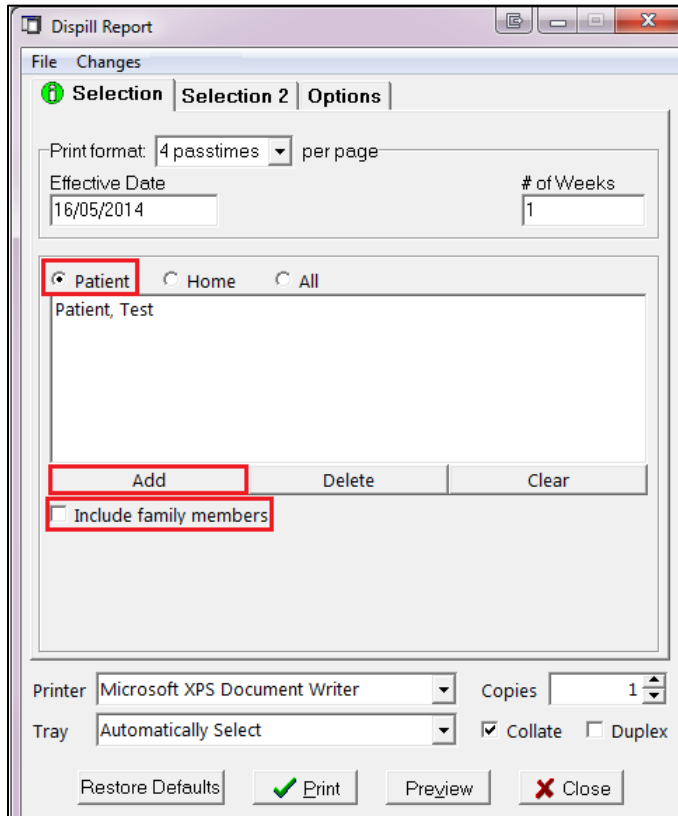 Dispill Report
File Changes
Selection Selection 2 Options
Print format: 4 passtimes per page
Effective Date # of Weeks
16/05/2014 1
Patient Home All
Patient, Test
Add Delete Clear
Include family members
Printer Microsoft XPS Document Writer Copies 1
Tray Automatically Select Collate Duplex
Restore Defaults Print Preview Close